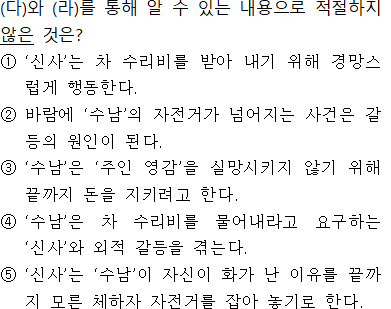 (다)와 (라)를 통해 알 수 있는 내용으로 적절하지
않은 것은?
① ‘신사’는 차 수리비를 받아 내기 위해 경망스
럽게 행동한다.
② 바람에 ‘수남’의 자전거가 넘어지는 사건은 갈
등의 원인이 된다.
③ ‘수남’은 ‘주인 영감’을 실망시키지 않기 위해
끝까지 돈을 지키려고 한다.
④ ‘수남’은 차 수리비를 물어내라고 요구하는
‘신사’와 외적 갈등을 겪는다.
⑤ ‘신사’는 ‘수남’이 자신이 화가 난 이유를 끝까
지 모른 체하자 자전거를 잡아 놓기로 한다.